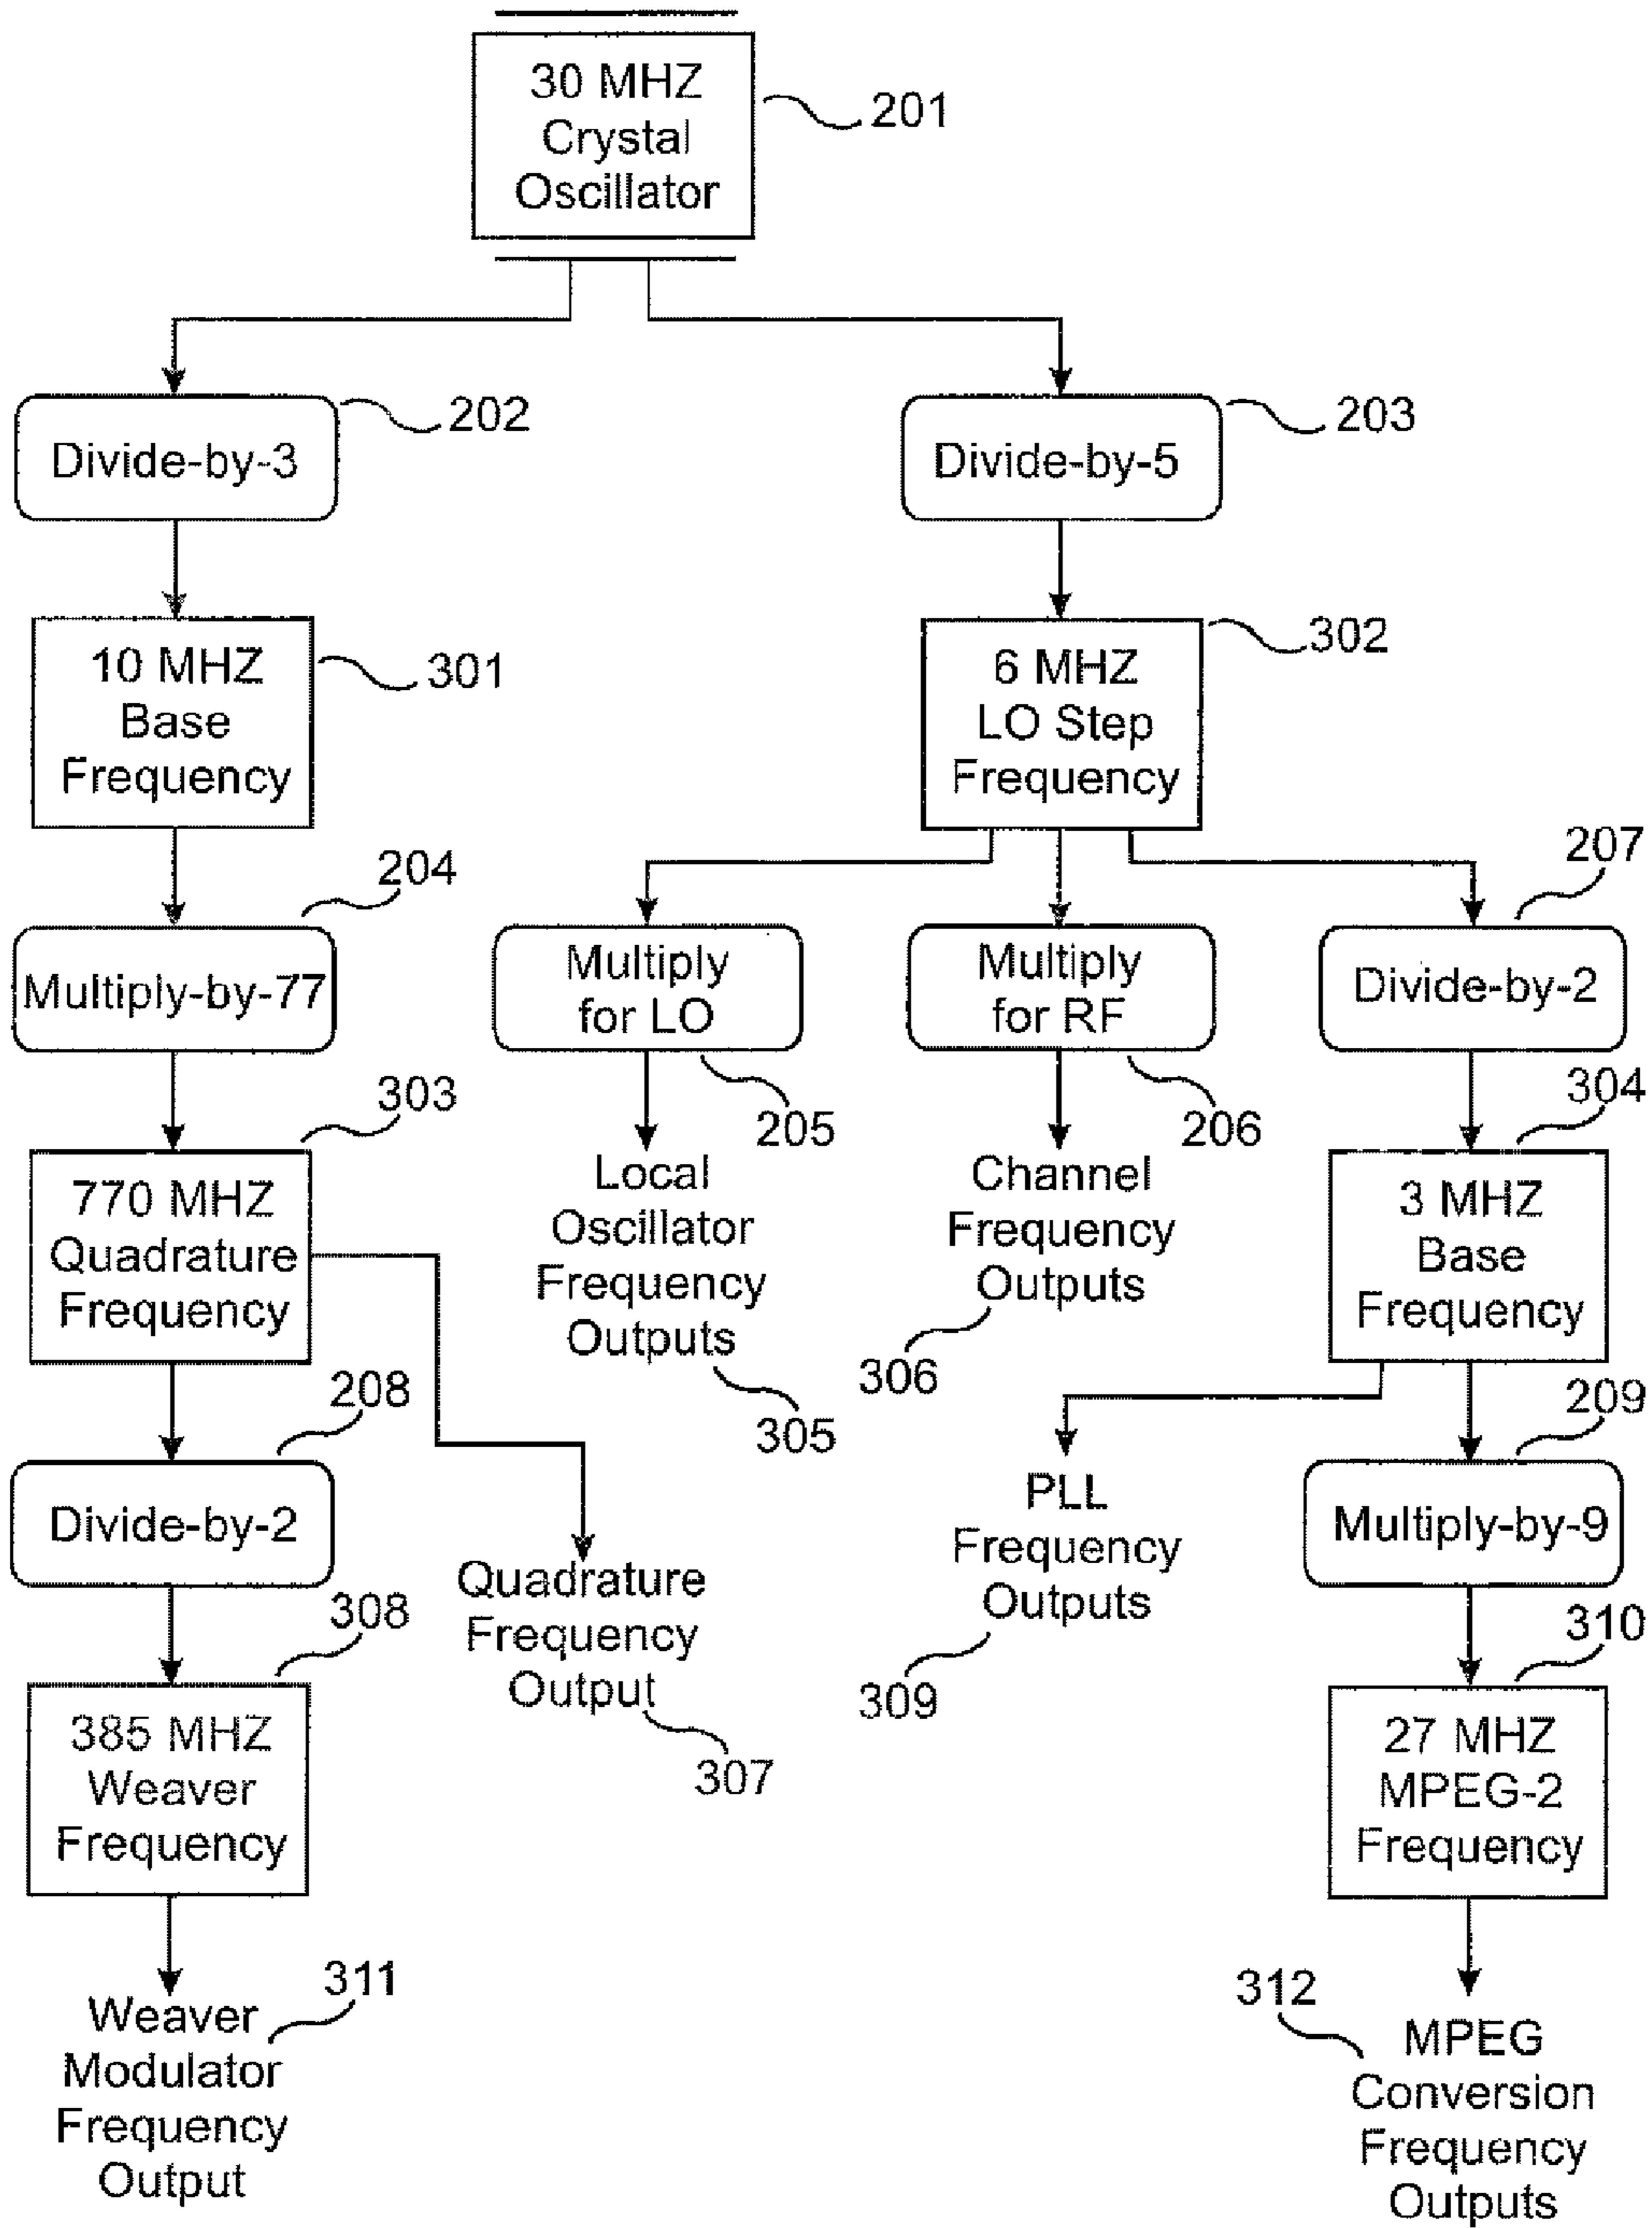 30 MHZ
Crystal
Oscillator
201
Divide-by-3
202
Divide-by-5
203
10 MHZ
Base
Frequency
301
6 MHZ
LO Step
Frequency
302
204
Multiply-by-77
Multiply
for LO
205
Multiply
for RF
206
207
Divide-by-2
303
770 MHZ
Quadrature
Frequency
Local
Oscillator
Frequency
Outputs
305
Channel
Frequency
Outputs
306
304
3 MHZ
Base
Frequency
208
Divide-by-2
Quadrature
Frequency
Output
307
PLL
Frequency
Outputs
309
209
Multiply-by-9
308
385 MHZ
Weaver
Frequency
310
27 MHZ
MPEG-2
Frequency
311
Weaver
Modulator
Frequency
Output
312
MPEG
Conversion
Frequency
Outputs